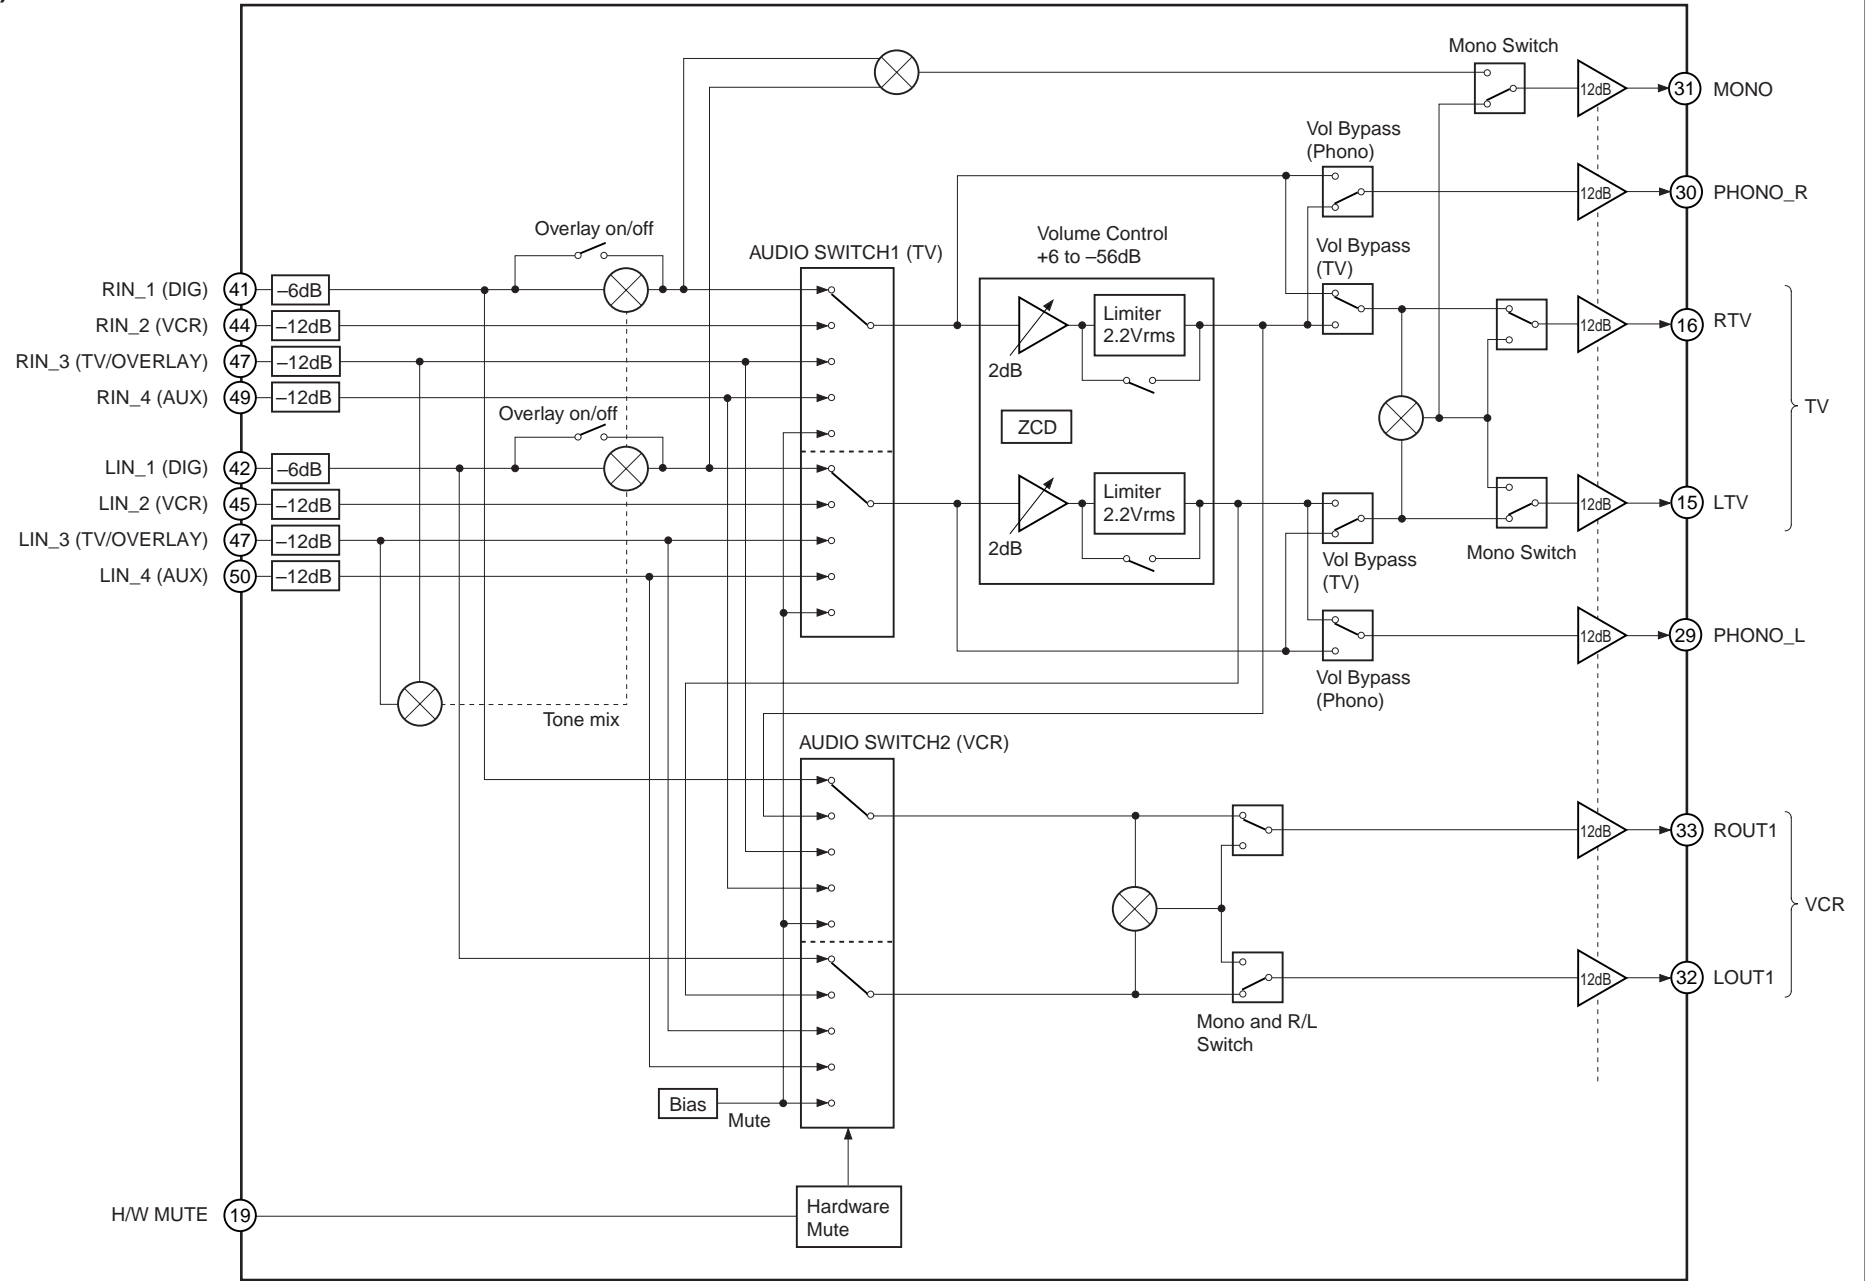 Mono Switch
12dB
31
MONO
Vol Bypass
(Phono)
12dB
30
PHONO_R
Overlay on/off
AUDIO SWITCH1 (TV)
Volume Control
+6 to –56dB
Vol Bypass
(TV)
RIN_1 (DIG)
41
–6dB
RIN_2 (VCR)
44
–12dB
RIN_3 (TV/OVERLAY)
47
–12dB
RIN_4 (AUX)
49
–12dB
Limiter
2.2Vrms
2dB
12dB
16
RTV
ZCD
TV
Overlay on/off
LIN_1 (DIG)
42
–6dB
LIN_2 (VCR)
45
–12dB
LIN_3 (TV/OVERLAY)
47
–12dB
LIN_4 (AUX)
50
–12dB
Limiter
2.2Vrms
2dB
12dB
15
LTV
Mono Switch
Vol Bypass
(TV)
12dB
29
PHONO_L
Vol Bypass
(Phono)
Tone mix
AUDIO SWITCH2 (VCR)
12dB
33
ROUT1
VCR
12dB
32
LOUT1
Mono and R/L
Switch
Bias
Mute
H/W MUTE
19
Hardware
Mute